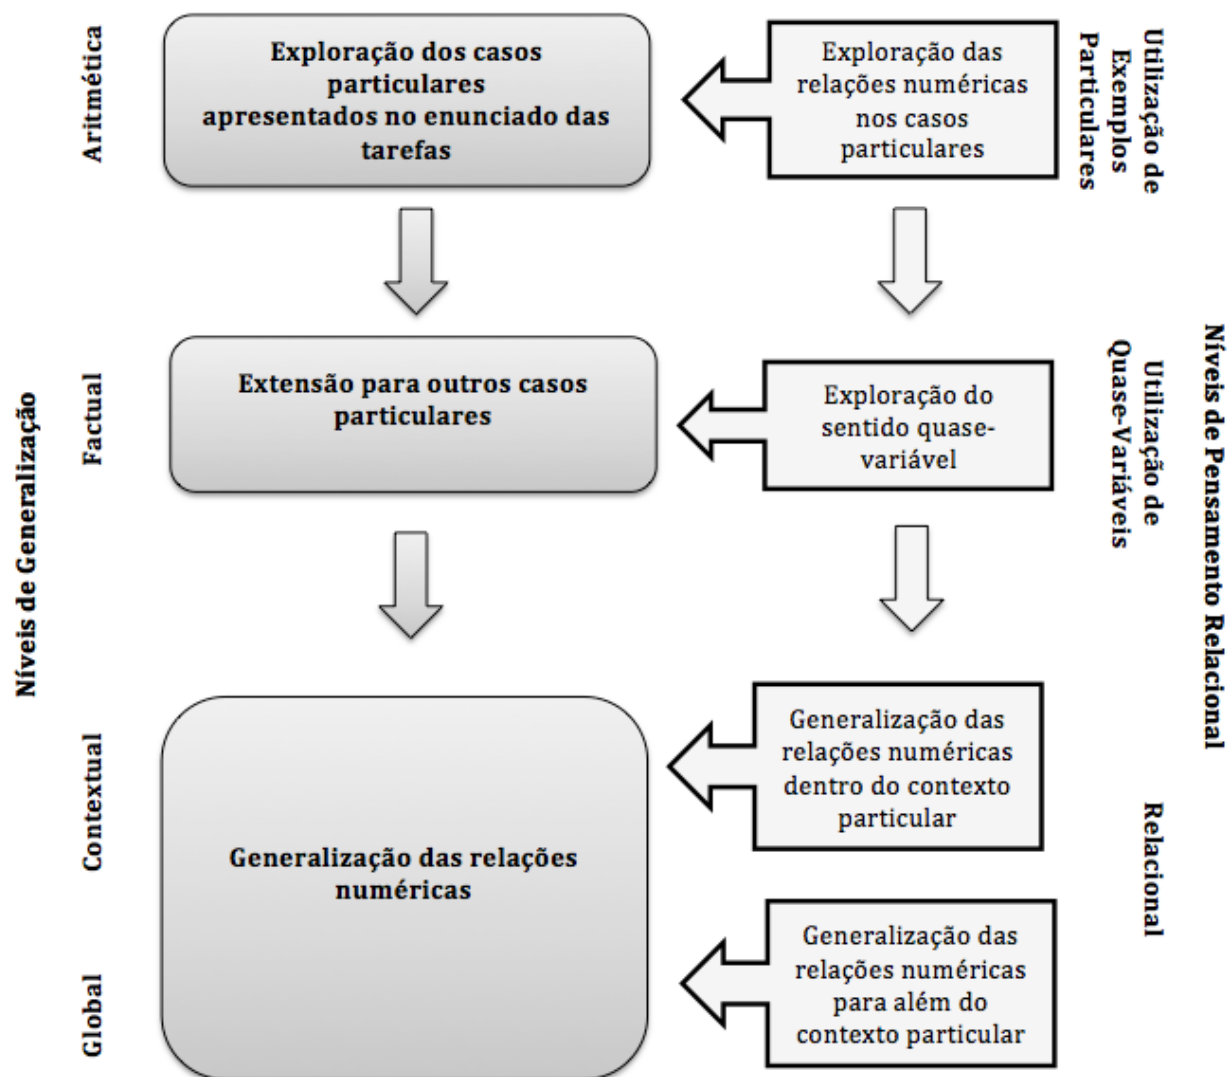 Níveis de Generalização
Aritmética
Exploração dos casos
particulares
apresentados no enunciado das
tarefas
Exploração das
relações numéricas
nos casos
particulares
Utilização de
Exemplos
Particulares
Factual
Extensão para outros casos
particulares
Exploração do
sentido quase-
variável
Utilização de
Quase-Variáveis
Níveis de Pensamento Relacional
Contextual
Global
Generalização das relações
numéricas
Generalização das
relações numéricas
dentro do contexto
particular
Generalização das
relações numéricas
para além do
contexto particular
Relacional